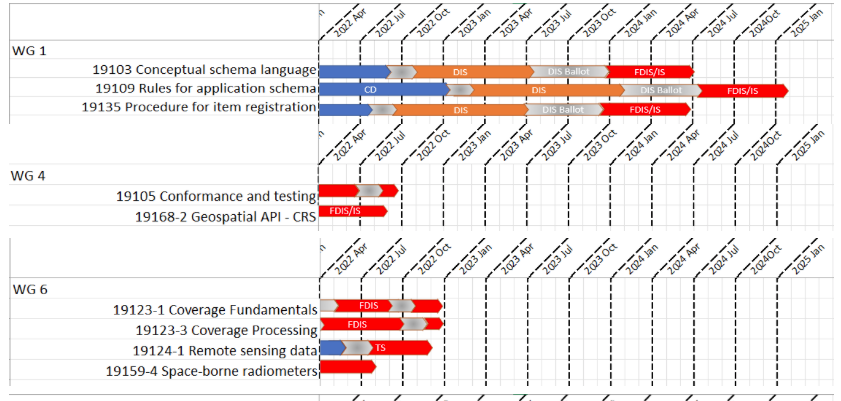 n 2022 Apr 2022 Jul 2022 Oct 2023 Jan 2023 Apr 2023 Jul 2023 Oct 2024 Jan 2024 Apr 2024 Jul 2024Oct 2025 Jan
WG 1
19103 Conceptual schema language DIS DIS Ballot FDIS/IS
19109 Rules for application schema CD DIS DIS Ballot FDIS/IS
19135 Procedure for item registration DIS DIS Ballot FDIS/IS
n 2022 Apr 2022 Jul 2022 Oct 2023 Jan 2023 Apr 2023 Jul 2023 Oct 2024 Jan 2024 Apr 2024 Jul 2024Oct 2025 Jan
WG 4
19105 Conformance and testing
19168-2 Geospatial API - CRS FDIS/IS
n 2022 Apr 2022 Jul 2022 Oct 2023 Jan 2023 Apr 2023 Jul 2023 Oct 2024 Jan 2024 Apr 2024 Jul 2024Oct 2025 Jan
WG 6
19123-1 Coverage Fundamentals FDIS
19123-3 Coverage Processing FDIS
19124-1 Remote sensing data TS
19159-4 Space-borne radiometers